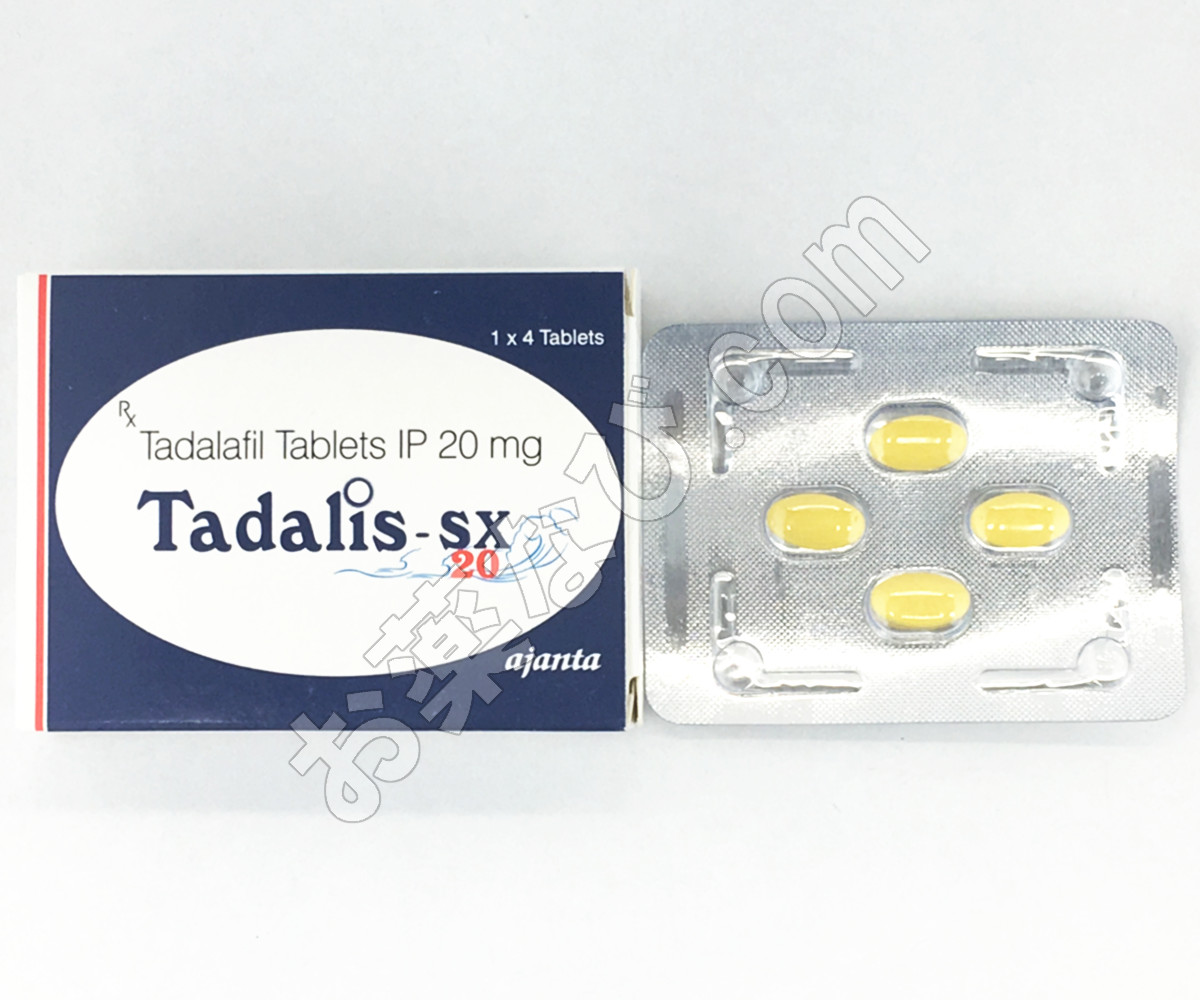 1 x 4 Tablets
Rx
Tadalafil Tablets IP 20 mg
Tadalis-sx
20
ajanta
お薬なび.com